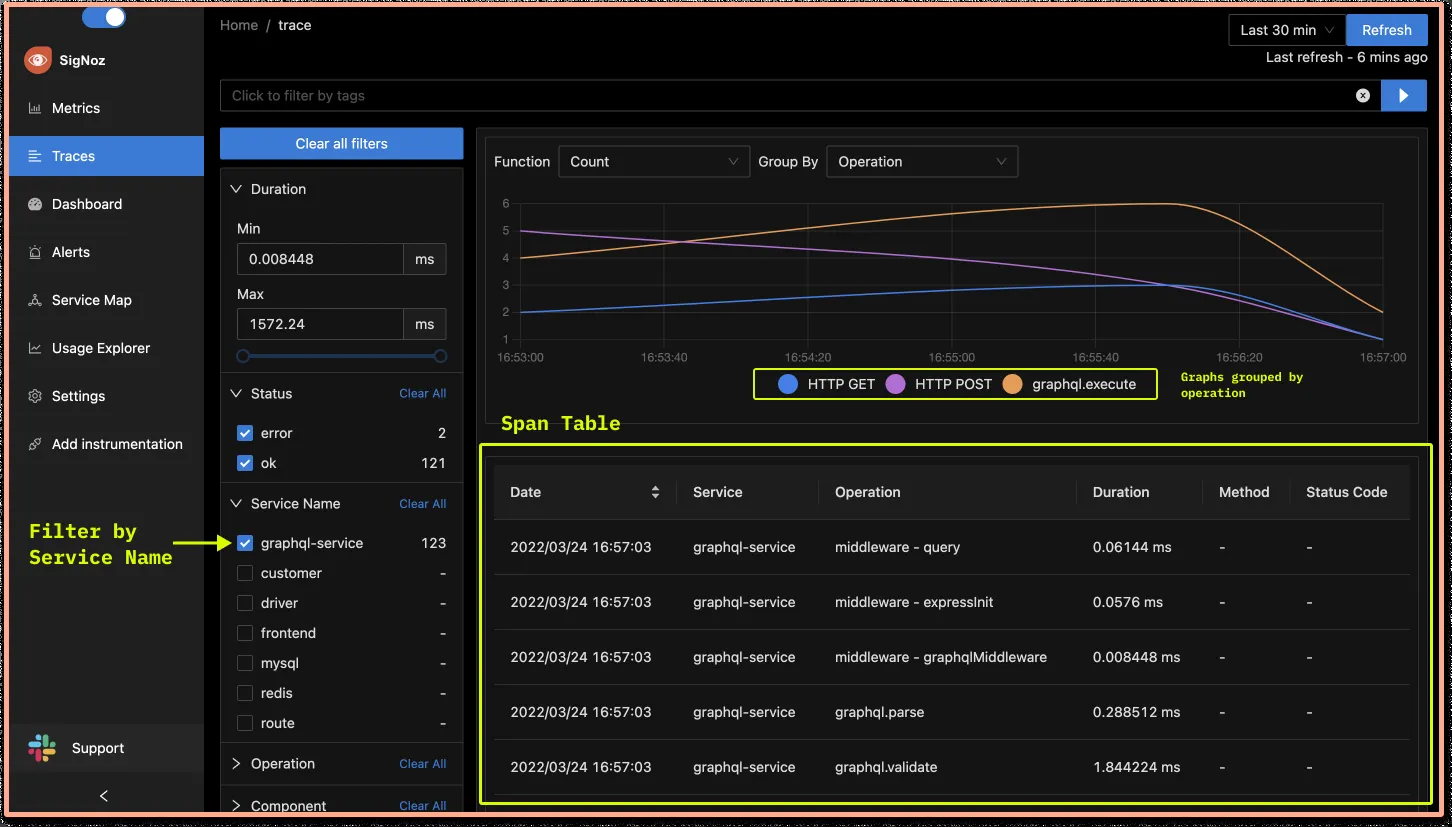 SigNoz
Metrics
Traces
Dashboard
Alerts
Service Map
Usage Explorer
Settings
Add instrumentation
Filter by
Service Name
Support
Home / trace
Last 30 min
Refresh
Last refresh - 6 mins ago
Click to filter by tags
Clear all filters
Duration
Min
0.008448 ms
Max
1572.24 ms
Status Clear All
error 2
ok 121
Service Name Clear All
graphql-service 123
customer -
driver -
frontend -
mysql -
redis -
route -
Operation Clear All
Component Clear All
Function Count Group By Operation
6
5
4
3
2
1
16:53:00 16:53:40 16:54:20 16:55:00 16:55:40 16:56:20 16:57:00
HTTP GET HTTP POST graphql.execute
Graphs grouped by
operation
Span Table
Date Service Operation Duration Method Status Code
2022/03/24 16:57:03 graphql-service middleware - query 0.06144 ms - -
2022/03/24 16:57:03 graphql-service middleware - expressInit 0.0576 ms - -
2022/03/24 16:57:03 graphql-service middleware - graphqlMiddleware 0.008448 ms - -
2022/03/24 16:57:03 graphql-service graphql.parse 0.288512 ms - -
2022/03/24 16:57:03 graphql-service graphql.validate 1.844224 ms - -